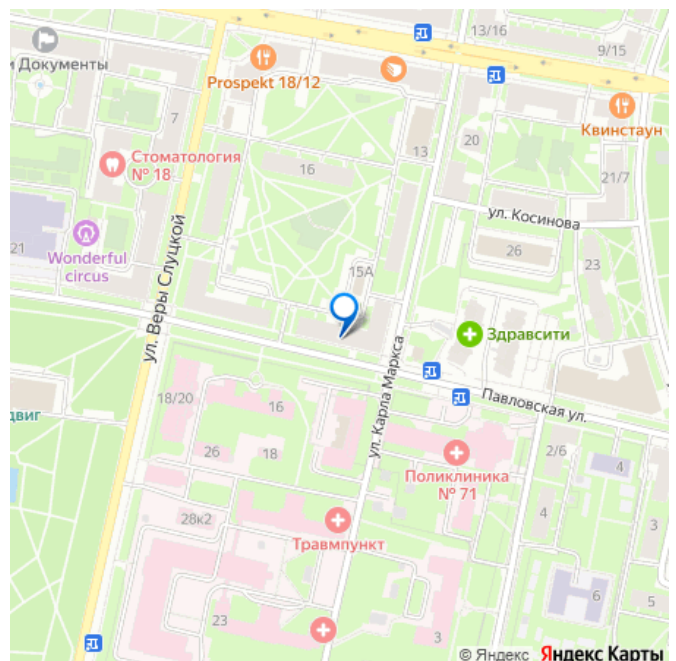 13/16
9/15
и Документы
Prospekt 18/12
Квинстаун
7
20
13
Стоматология
№ 18
16
21/7
ул. Косинова
21
Wonderful
circus
26
23
15А
ул. Веры Слуцкой
Здравсити
ул. Карла Маркса
Павловская ул.
18/20
16
двиг
26
18
2/6
4
Поликлиника
№ 71
28к2
4
3
Травмпункт
23
6
5
3
© Яндекс Яндекс Карты